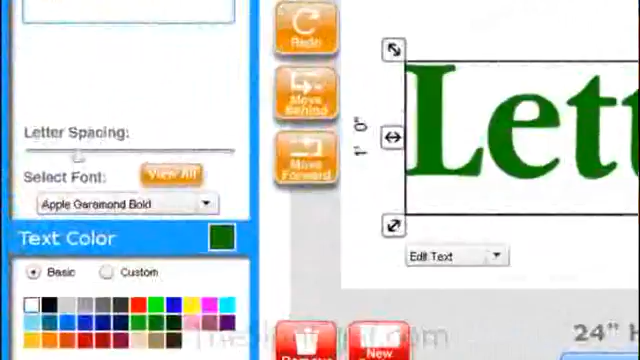 Letter Spacing:
Select Font:
View All
Apple Garamond Bold
Text Color
Basic
Custom
Redo
Move
Behind
Move
Forward
1' 0"
Lett
Edit Text
24" H
New